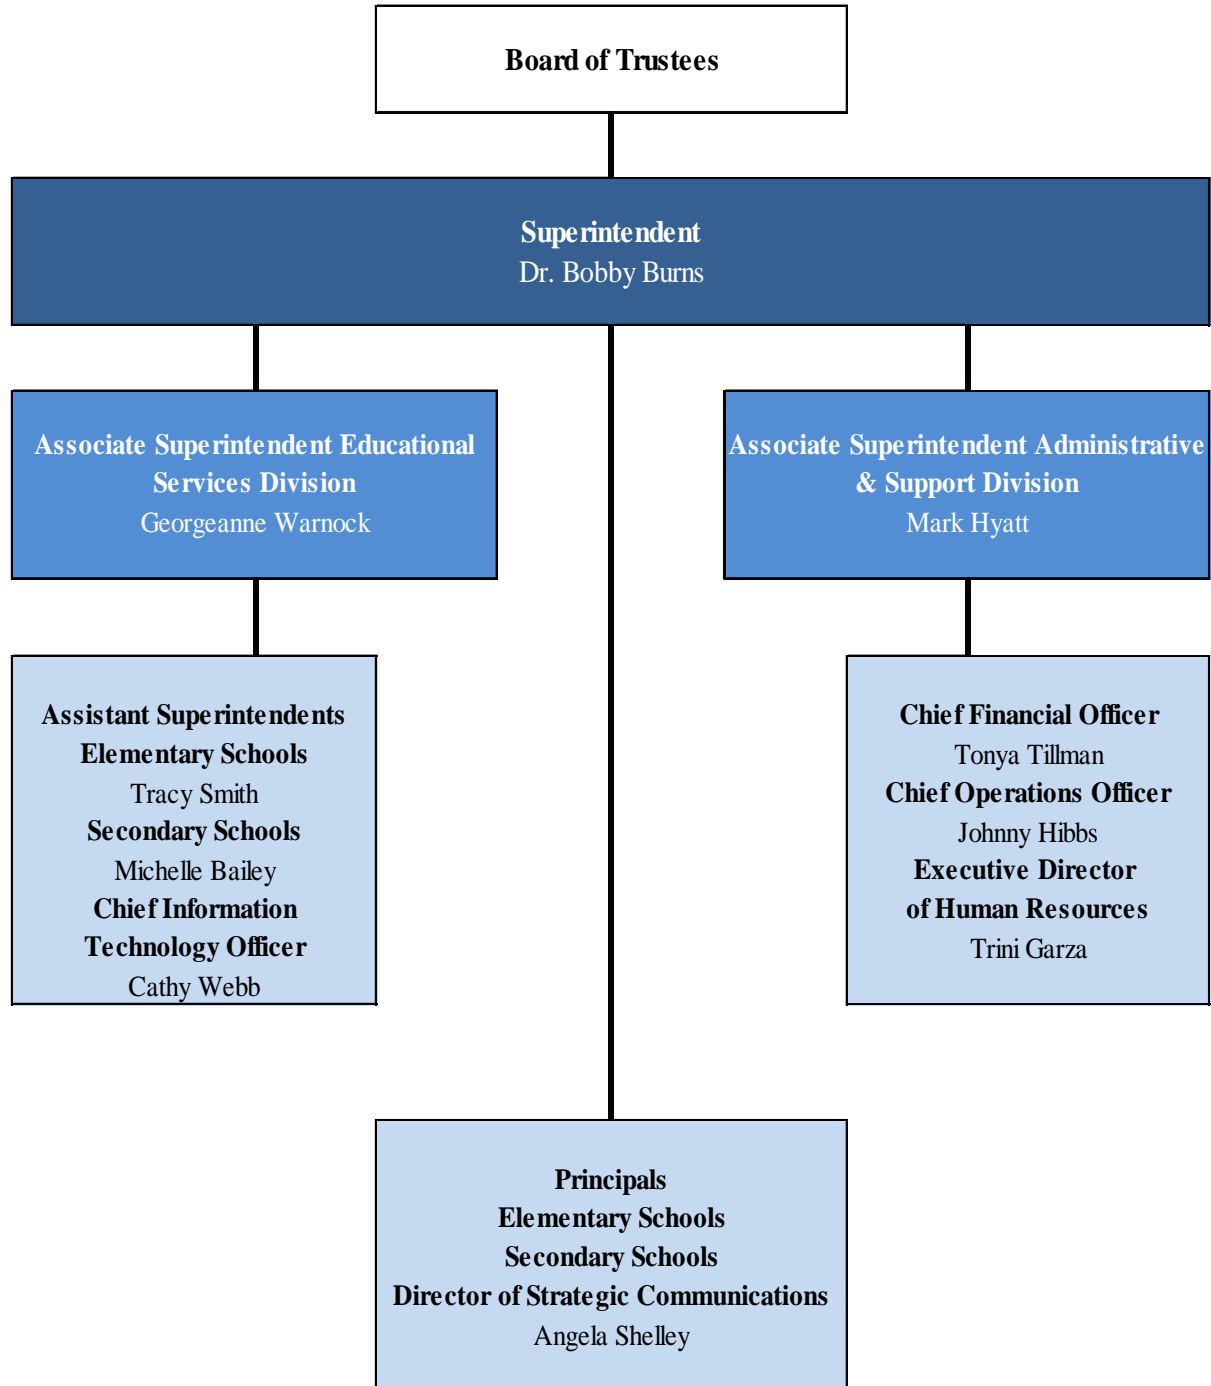 Board of Trustees
Superintendent
Dr. Bobby Burns
Associate Superintendent Educational
Services Division
Georgeanne Warnock
Associate Superintendent Administrative
& Support Division
Mark Hyatt
Assistant Superintendents
Elementary Schools
Tracy Smith
Secondary Schools
Michelle Bailey
Chief Information
Technology Officer
Cathy Webb
Chief Financial Officer
Tonya Tillman
Chief Operations Officer
Johnny Hibbs
Executive Director
of Human Resources
Trini Garza
Principals
Elementary Schools
Secondary Schools
Director of Strategic Communications
Angela Shelley